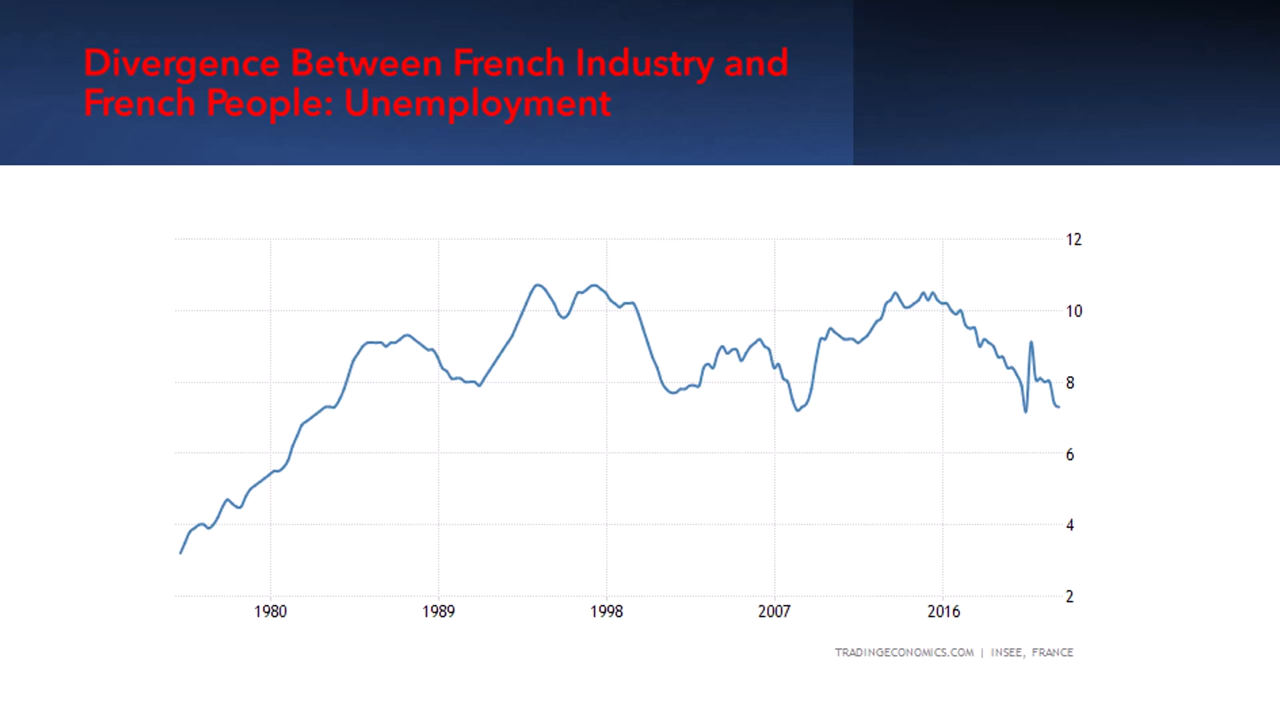 Divergence Between French Industry and
French People: Unemployment
12
10
8
6
4
2
1980 1989 1998 2007 2016
TRADINGECONOMICS.COM | INSEE, FRANCE